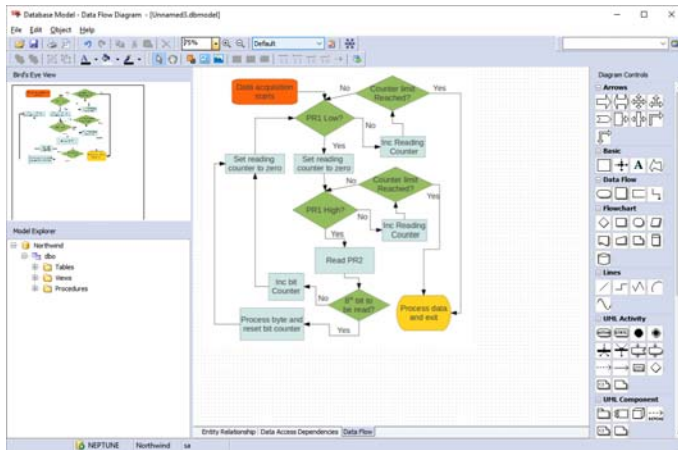 Database Model - Data Flow Diagram - [Unnamed3.dbmodel]
File Edit Object Help
75%
Default
Bird's Eye View
Model Explorer
Northwind
dbo
Tables
Views
Procedures
Data acquisition
starts
No
Counter limit
Reached?
Yes
PR1 Low?
No
Inc Reading
Counter
Yes
Set reading
counter to zero
Set reading
counter to zero
No
Counter limit
Reached?
Yes
PR1 High?
No
Inc Reading
Counter
Yes
Read PR2
Inc bit
Counter
No
8* bit to
be read?
Process data
and exit
Process byte and
reset bit counter
Yes
Entity Relationship
Data Access Dependencies
Data Flow
Diagram Controls
Arrows
Basic
A
Data Flow
Flowchart
Lines
UML Activity
UML Component
NEPTUNE Northwind sa